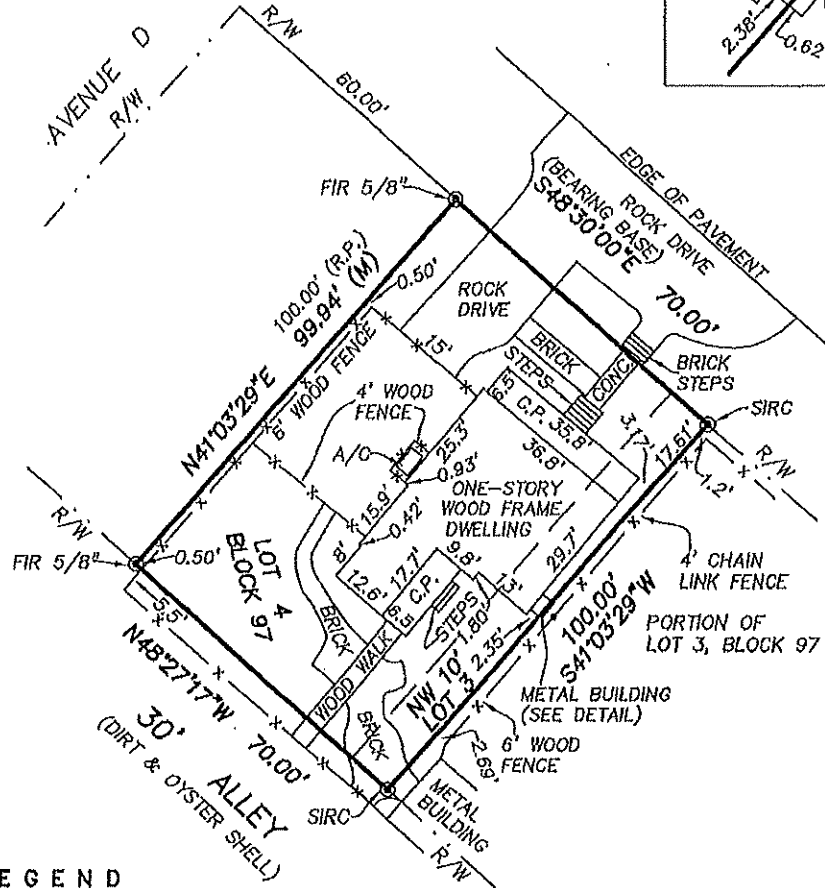 R/W
2.38'
0.62
AVENUE D
R/W
60.00'
EDGE OF PAVEMENT
ROCK DRIVE
(BEARING BASE)
S48°30'00"E
70.00'
FIR 5/8"
100.00' (R.P.)
99.94' (M)
N41°03'29"E
0.50'
ROCK
DRIVE
BRICK
STEPS
CONC.
BRICK
STEPS
SIRC
R/W
15'
6' WOOD FENCE
4' WOOD
FENCE
A/C
25.3'
0.93'
6.5'
C.P. 35.8'
36.8'
3.17'
17.61'
1.2'
ONE-STORY
WOOD FRAME
DWELLING
15.9'
0.42'
8'
12.6'
17.7'
9.8'
C.P.
6.5'
13'
29.7'
4' CHAIN
LINK FENCE
R/W
FIR 5/8"
0.50'
LOT 4
BLOCK 97
BRICK
STEPS
1.80'
2.35'
NW 10'
LOT 3
100.00'
S41°03'29"W
PORTION OF
LOT 3, BLOCK 97
5.5'
N48°27'17"W 70.00'
WOOD WALK
BRICK
METAL BUILDING
(SEE DETAIL)
6' WOOD
FENCE
2.69'
30' ALLEY
(DIRT & OYSTER SHELL)
SIRC
METAL
BUILDING
R/W
EGEND